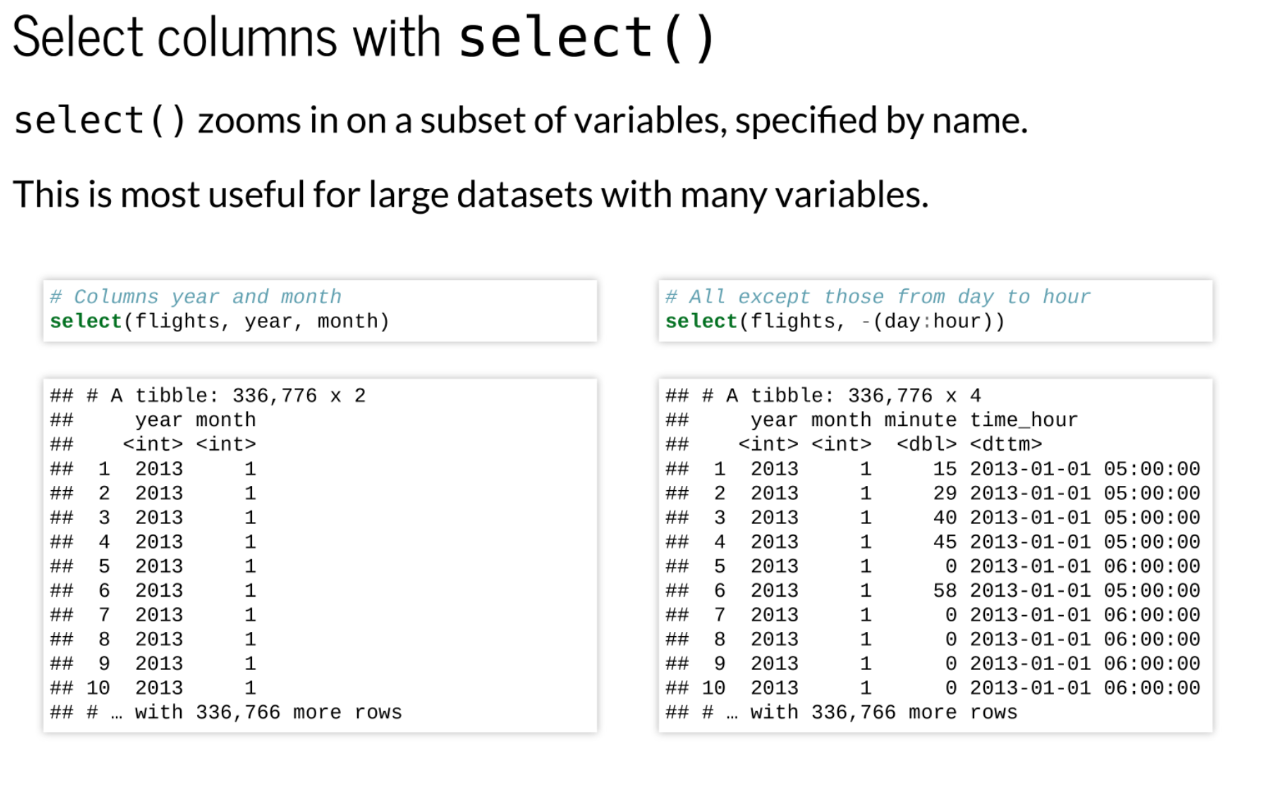 Select columns with select()
select() zooms in on a subset of variables, specified by name.
This is most useful for large datasets with many variables.
# Columns year and month
select(flights, year, month)
## # A tibble: 336,776 x 2
##     year month
##    <int> <int>
##  1  2013     1
##  2  2013     1
##  3  2013     1
##  4  2013     1
##  5  2013     1
##  6  2013     1
##  7  2013     1
##  8  2013     1
##  9  2013     1
## 10  2013     1
## # … with 336,766 more rows
# All except those from day to hour
select(flights, -(day:hour))
## # A tibble: 336,776 x 4
##     year month minute time_hour
##    <int> <int>  <dbl> <dttm>
##  1  2013     1     15 2013-01-01 05:00:00
##  2  2013     1     29 2013-01-01 05:00:00
##  3  2013     1     40 2013-01-01 05:00:00
##  4  2013     1     45 2013-01-01 05:00:00
##  5  2013     1      0 2013-01-01 06:00:00
##  6  2013     1     58 2013-01-01 05:00:00
##  7  2013     1      0 2013-01-01 06:00:00
##  8  2013     1      0 2013-01-01 06:00:00
##  9  2013     1      0 2013-01-01 06:00:00
## 10  2013     1      0 2013-01-01 06:00:00
## # … with 336,766 more rows